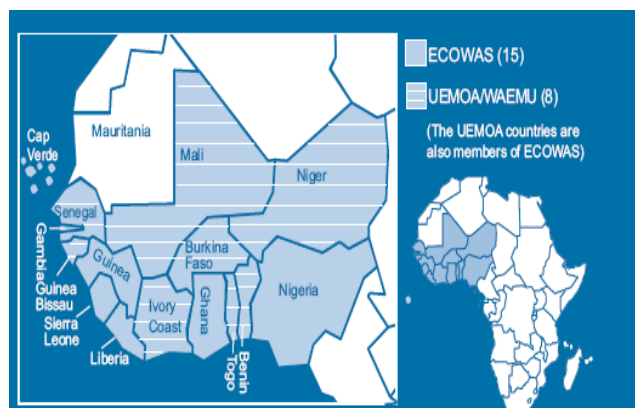 ECOWAS (15)
UEMOA/WAEMU (8)
(The UEMOA countries are
also members of ECOWAS)
Mauritania
Cap
Verde
Mali
Niger
Senegal
Gambia
Guinea
Burkina
Faso
Guinea
Bissau
Sierra
Leone
Ivory
Coast
Ghana
Nigeria
Liberia
Togo
Benin